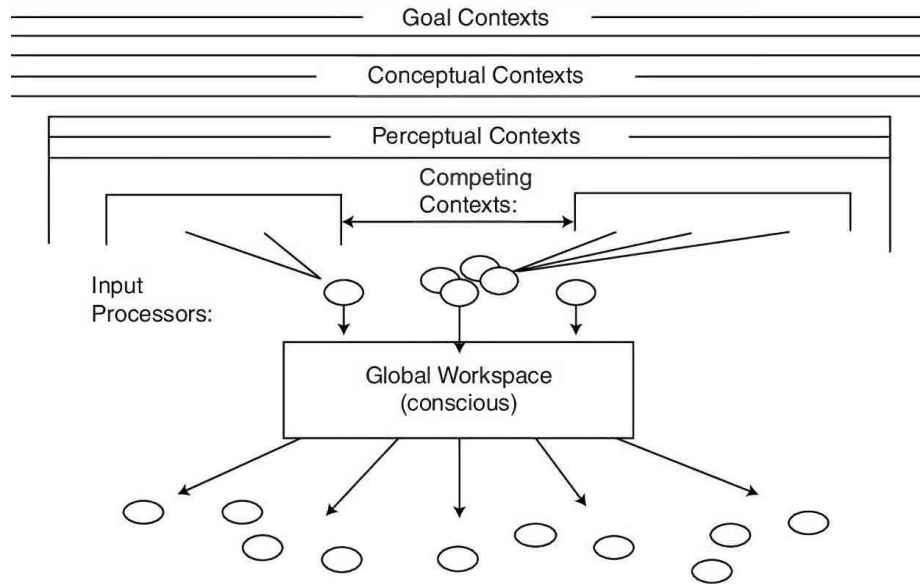 Goal Contexts
Conceptual Contexts
Perceptual Contexts
Competing
Contexts:
Input
Processors:
Global Workspace
(conscious)